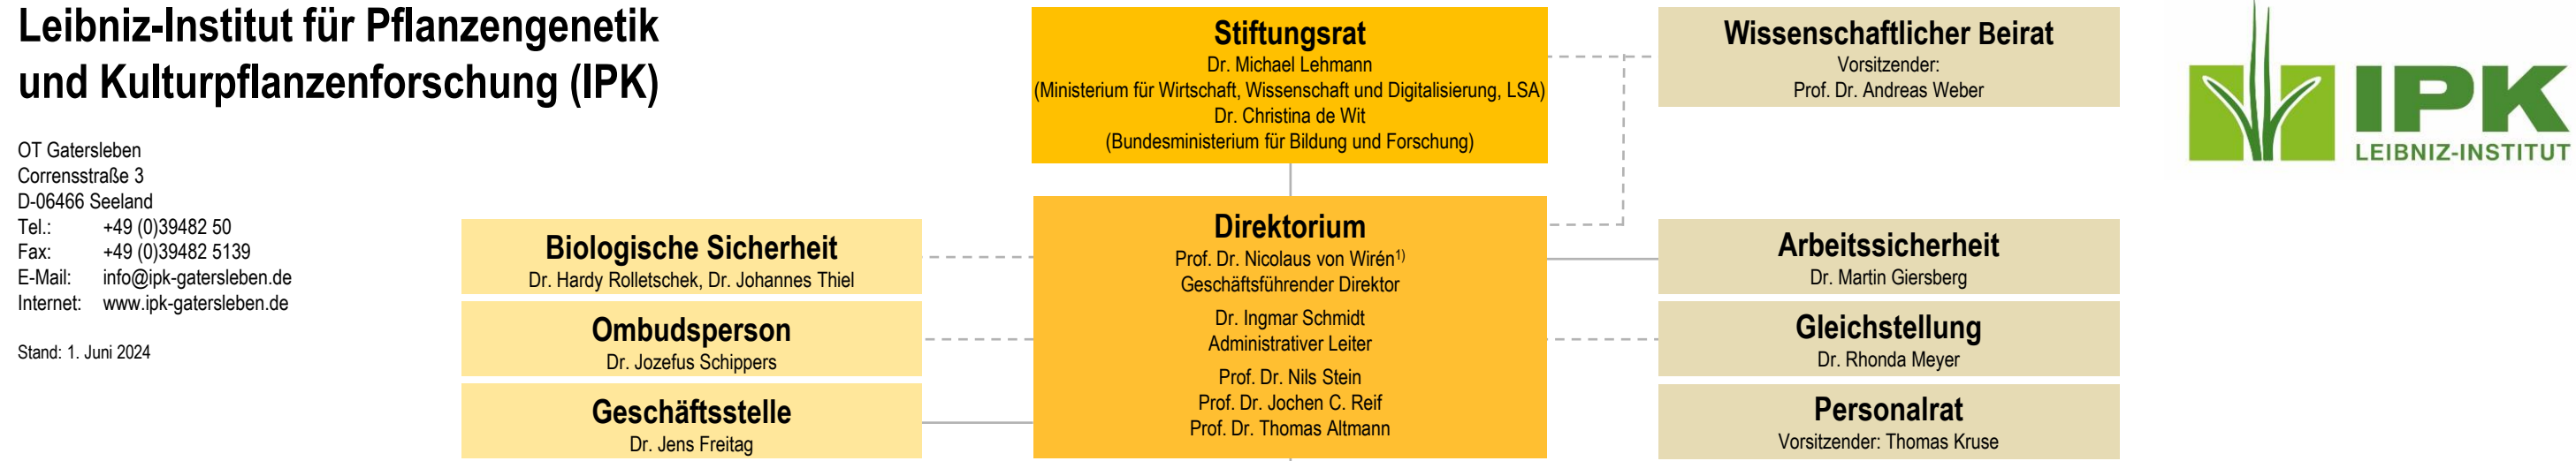 Leibniz-Institut für Pflanzengenetik
und Kulturpflanzenforschung (IPK)
OT Gatersleben
Corrensstraße 3
D-06466 Seeland
Tel.: +49 (0)39482 50
Fax: +49 (0)39482 5139
E-Mail: info@ipk-gatersleben.de
Internet: www.ipk-gatersleben.de
Stand: 1. Juni 2024
Stiftungsrat
Dr. Michael Lehmann
(Ministerium für Wirtschaft, Wissenschaft und Digitalisierung, LSA)
Dr. Christina de Wit
(Bundesministerium für Bildung und Forschung)
Wissenschaftlicher Beirat
Vorsitzender:
Prof. Dr. Andreas Weber
IPK
LEIBNIZ-INSTITUT
Biologische Sicherheit
Dr. Hardy Rolletschek, Dr. Johannes Thiel
Ombudsperson
Dr. Jozefus Schippers
Geschäftsstelle
Dr. Jens Freitag
Direktorium
Prof. Dr. Nicolaus von Wirén1)
Geschäftsführender Direktor
Dr. Ingmar Schmidt
Administrativer Leiter
Prof. Dr. Nils Stein
Prof. Dr. Jochen C. Reif
Prof. Dr. Thomas Altmann
Arbeitssicherheit
Dr. Martin Giersberg
Gleichstellung
Dr. Rhonda Meyer
Personalrat
Vorsitzender: Thomas Kruse